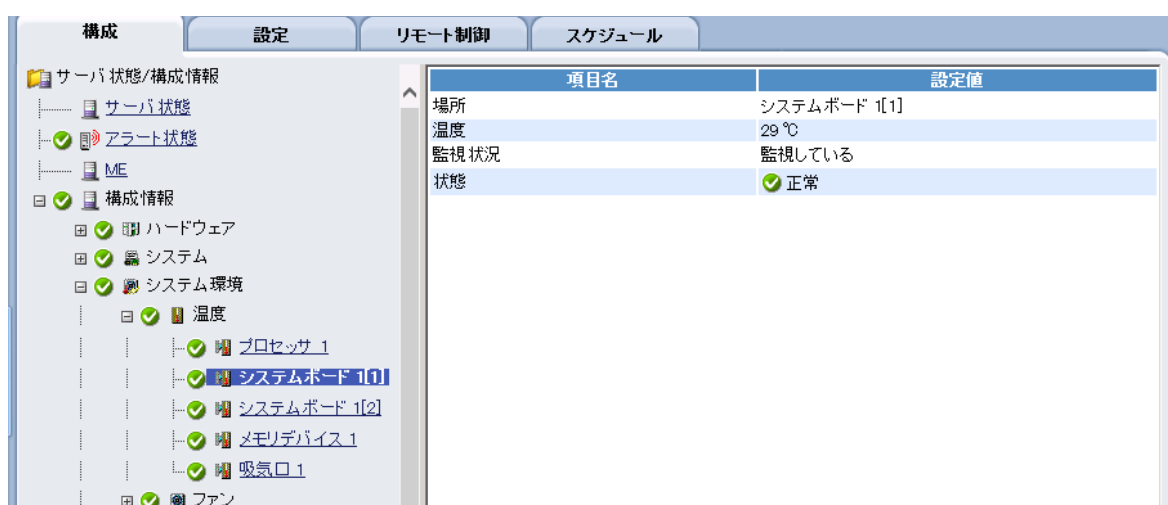 構成 設定 リモート制御 スケジュール
サーバ状態/構成情報
サーバ状態
アラート状態
ME
構成情報
ハードウェア
システム
システム環境
温度
プロセッサ 1
システムボード 1[1]
システムボード 1[2]
メモリデバイス 1
吸気口 1
ファン
項目名 設定値
場所 システムボード 1[1]
温度 29 ℃
監視状況 監視している
状態 正常